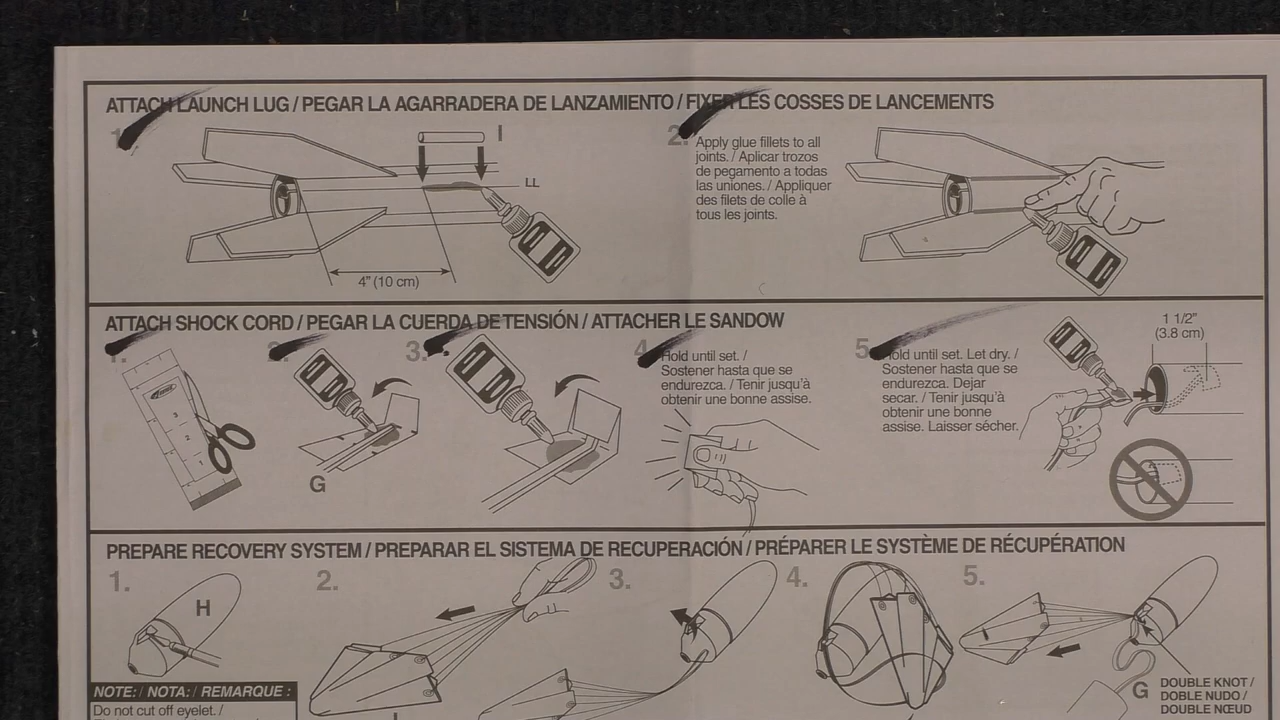 ATTACH LAUNCH LUG / PEGAR LA AGARRADERA DE LANZAMIENTO / FIXER LES COSSES DE LANCEMENTS
1.
I
LL
4" (10 cm)
2.
Apply glue fillets to all
joints. / Aplicar trozos
de pegamento a todas
las uniones. / Appliquer
des filets de colle à
tous les joints.
ATTACH SHOCK CORD / PEGAR LA CUERDA DE TENSIÓN / ATTACHER LE SANDOW
1.
2.
G
3.
4.
Hold until set. /
Sostener hasta que se
endurezca. / Tenir jusqu'à
obtenir une bonne assise.
5.
Hold until set. Let dry. /
Sostener hasta que se
endurezca. Dejar
secar. / Tenir jusqu'à
obtenir une bonne
assise. Laisser sécher.
1 1/2"
(3.8 cm)
PREPARE RECOVERY SYSTEM / PREPARAR EL SISTEMA DE RECUPERACIÓN / PRÉPARER LE SYSTÈME DE RÉCUPÉRATION
1.
H
2.
3.
4.
5.
G
DOUBLE KNOT /
DOBLE NUDO /
DOUBLE NŒUD
NOTE: / NOTA: / REMARQUE :
Do not cut off eyelet. /